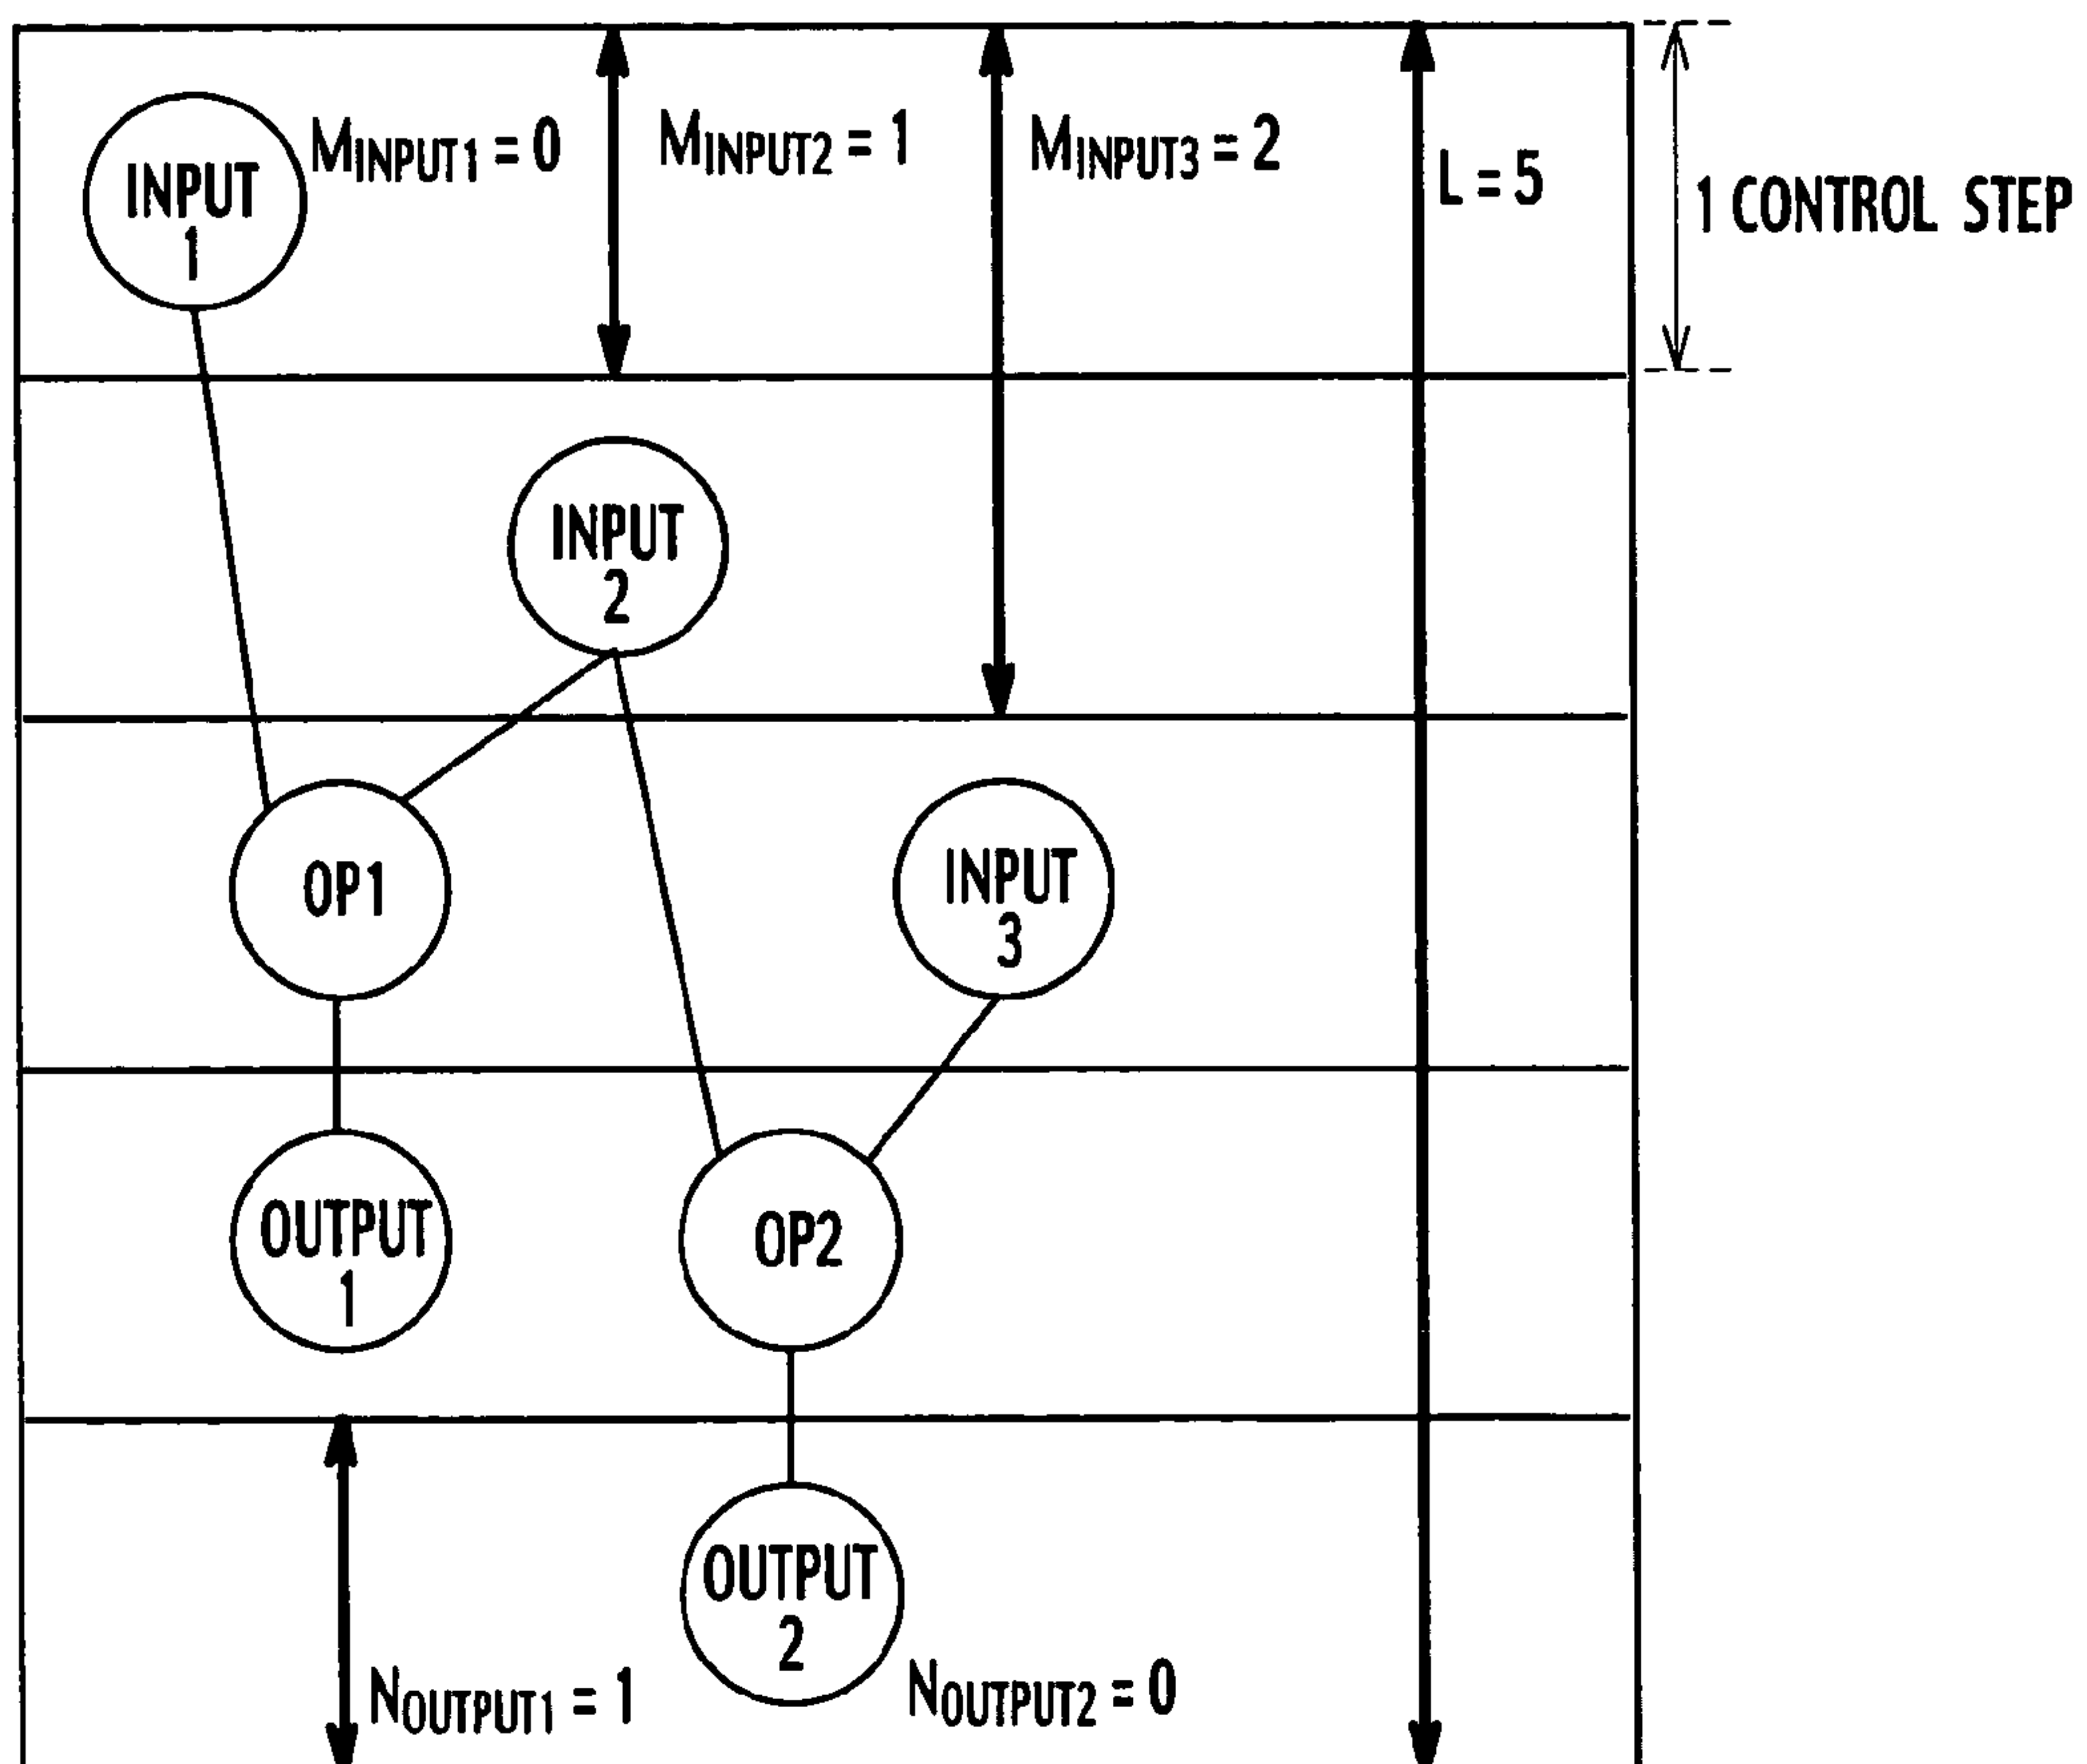 INPUT
1
MINPUT1 = 0
MINPUT2 = 1
MINPUT3 = 2
L = 5
1 CONTROL STEP
INPUT
2
OP1
INPUT
3
OUTPUT
1
OP2
OUTPUT
2
NOUTPUT1 = 1
NOUTPUT2 = 0